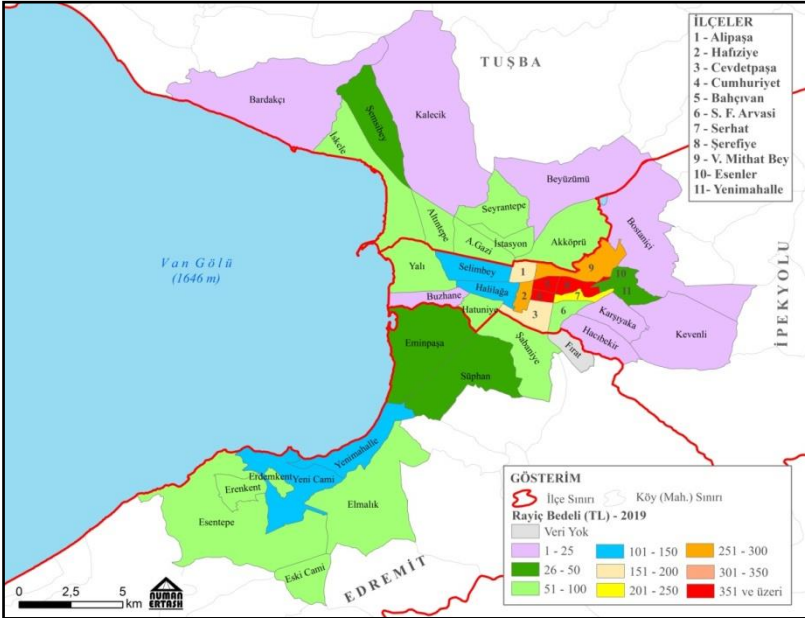 İLÇELER
1 - Alipaşa
2 - Hafıziye
3 - Cevdetpaşa
4 - Cumhuriyet
5 - Bahçıvan
6 - S. F. Arvasi
7 - Serhat
8 - Şerefiye
9 - V. Mithat Bey
10- Esenler
11- Yenimahalle
TUŞBA
Bardakçı
Şemsibey
Kalecik
İskele
Beyüzümü
Seyrantepe
Bostaniçi
Altıntepe
A.Gazi
İstasyon
Akköprü
Van Gölü
(1646 m)
Yalı
Selimbey
1
9
10
Halilağa
2
7
11
Buzhane
Hatuniye
3
6
Karşıyaka
Hacıbekir
Kevenli
İPEKYOLU
Eminpaşa
Şabaniye
Fırat
Süphan
Yenimahalle
Erdemkent
Yeni Cami
Erenkent
Elmalık
Esentepe
Eski Cami
EDREMİT
GÖSTERİM
İlçe Sınırı
Köy (Mah.) Sınırı
Rayiç Bedeli (TL) - 2019
Veri Yok
1 - 25
101 - 150
251 - 300
26 - 50
151 - 200
301 - 350
51 - 100
201 - 250
351 ve üzeri
0 2,5 5
km
NUMAN
ERTASH